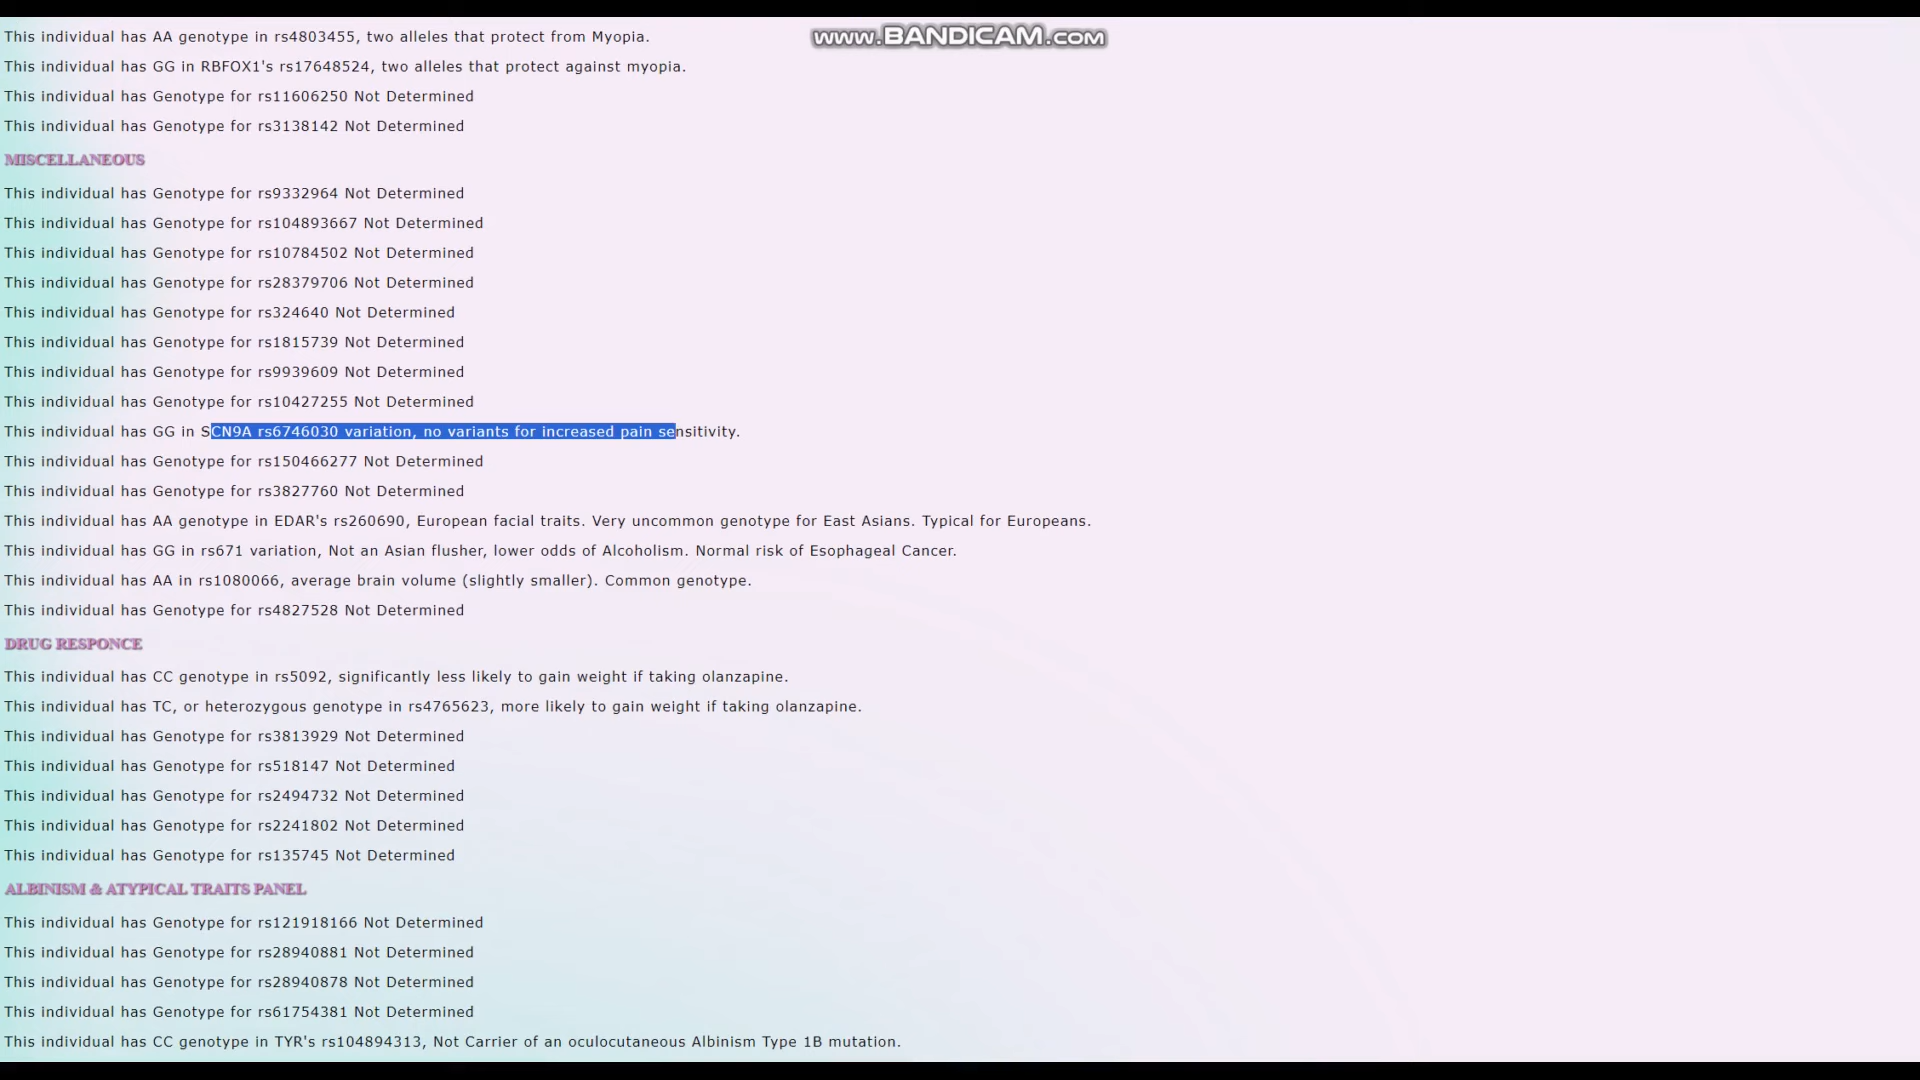 www.BANDICAM.com
This individual has AA genotype in rs4803455, two alleles that protect from Myopia.
This individual has GG in RBFOX1's rs17648524, two alleles that protect against myopia.
This individual has Genotype for rs11606250 Not Determined
This individual has Genotype for rs3138142 Not Determined
MISCELLANEOUS
This individual has Genotype for rs9332964 Not Determined
This individual has Genotype for rs104893667 Not Determined
This individual has Genotype for rs10784502 Not Determined
This individual has Genotype for rs28379706 Not Determined
This individual has Genotype for rs324640 Not Determined
This individual has Genotype for rs1815739 Not Determined
This individual has Genotype for rs9939609 Not Determined
This individual has Genotype for rs10427255 Not Determined
This individual has GG in SCN9A rs6746030 variation, no variants for increased pain sensitivity.
This individual has Genotype for rs150466277 Not Determined
This individual has Genotype for rs3827760 Not Determined
This individual has AA genotype in EDAR's rs260690, European facial traits. Very uncommon genotype for East Asians. Typical for Europeans.
This individual has GG in rs671 variation, Not an Asian flusher, lower odds of Alcoholism. Normal risk of Esophageal Cancer.
This individual has AA in rs1080066, average brain volume (slightly smaller). Common genotype.
This individual has Genotype for rs4827528 Not Determined
DRUG RESPONCE
This individual has CC genotype in rs5092, significantly less likely to gain weight if taking olanzapine.
This individual has TC, or heterozygous genotype in rs4765623, more likely to gain weight if taking olanzapine.
This individual has Genotype for rs3813929 Not Determined
This individual has Genotype for rs518147 Not Determined
This individual has Genotype for rs2494732 Not Determined
This individual has Genotype for rs2241802 Not Determined
This individual has Genotype for rs135745 Not Determined
ALBINISM & ATYPICAL TRAITS PANEL
This individual has Genotype for rs121918166 Not Determined
This individual has Genotype for rs28940881 Not Determined
This individual has Genotype for rs28940878 Not Determined
This individual has Genotype for rs61754381 Not Determined
This individual has CC genotype in TYR's rs104894313, Not Carrier of an oculocutaneous Albinism Type 1B mutation.